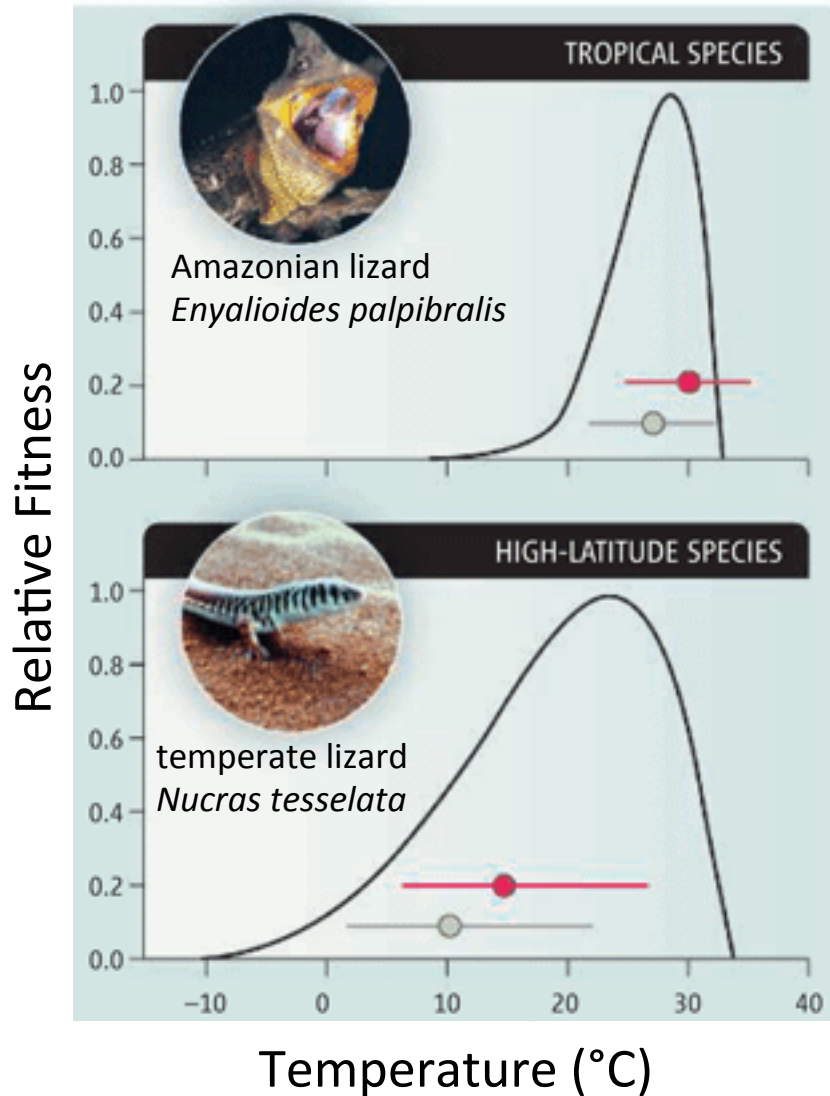 TROPICAL SPECIES
1.0
0.8
0.6
0.4
0.2
0.0
Amazonian lizard
Enyalioides palpibralis
Relative Fitness
HIGH-LATITUDE SPECIES
1.0
0.8
0.6
0.4
0.2
0.0
temperate lizard
Nucras tesselata
–10 0 10 20 30 40
Temperature (°C)